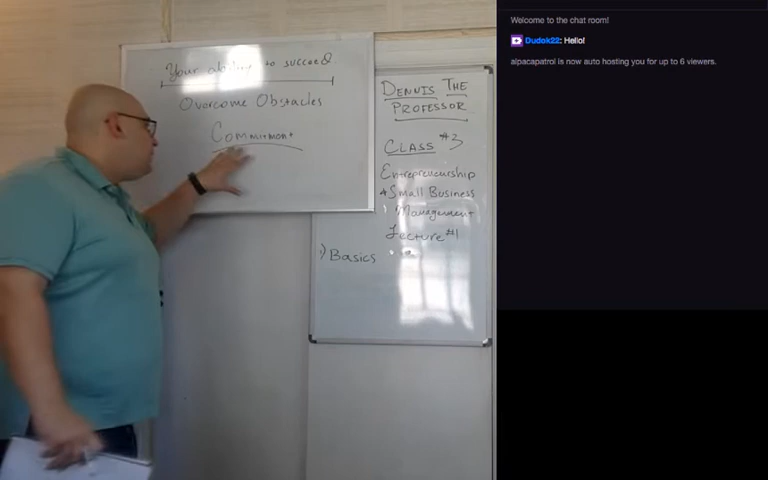 Your ability to succeed
Overcome Obstacles
Commitment
DENNIS THE
PROFESSOR
CLASS #3
Entrepreneurship
+ Small Business
Management
Lecture #1
1) Basics
Welcome to the chat room!
Dudok22: Hello!
alpacapatrol is now auto hosting you for up to 6 viewers.